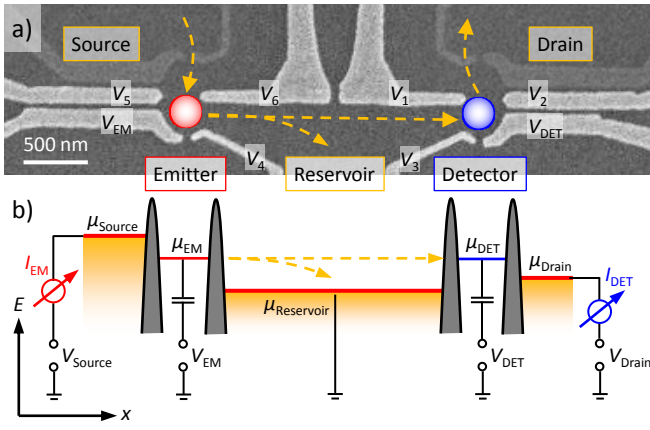 a)
Source
Drain
V5
V6
V1
V2
VEM
VDET
500 nm
V4
V3
Emitter
Reservoir
Detector
b)
μSource
μEM
μDET
μDrain
IEM
IDET
μReservoir
E
VSource
VEM
VDET
VDrain
x